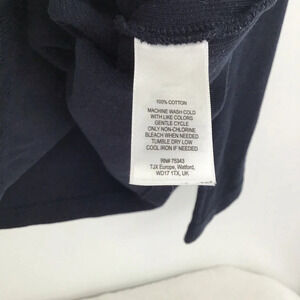 100% COTTON
MACHINE WASH COLD
WITH LIKE COLORS
GENTLE CYCLE
ONLY NON-CHLORINE
BLEACH WHEN NEEDED
TUMBLE DRY LOW
COOL IRON IF NEEDED
RN# 75343
TJX Europe, Watford,
WD17 1TX, UK